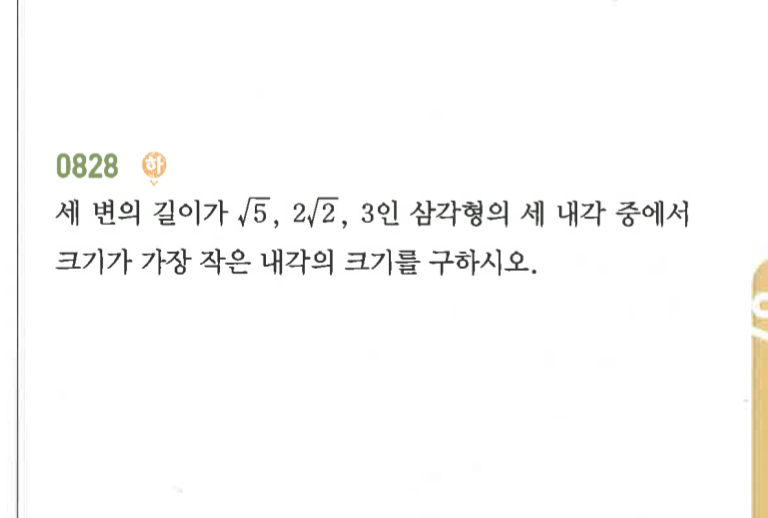 0828 하
세 변의 길이가 √5, 2√2, 3인 삼각형의 세 내각 중에서
크기가 가장 작은 내각의 크기를 구하시오.